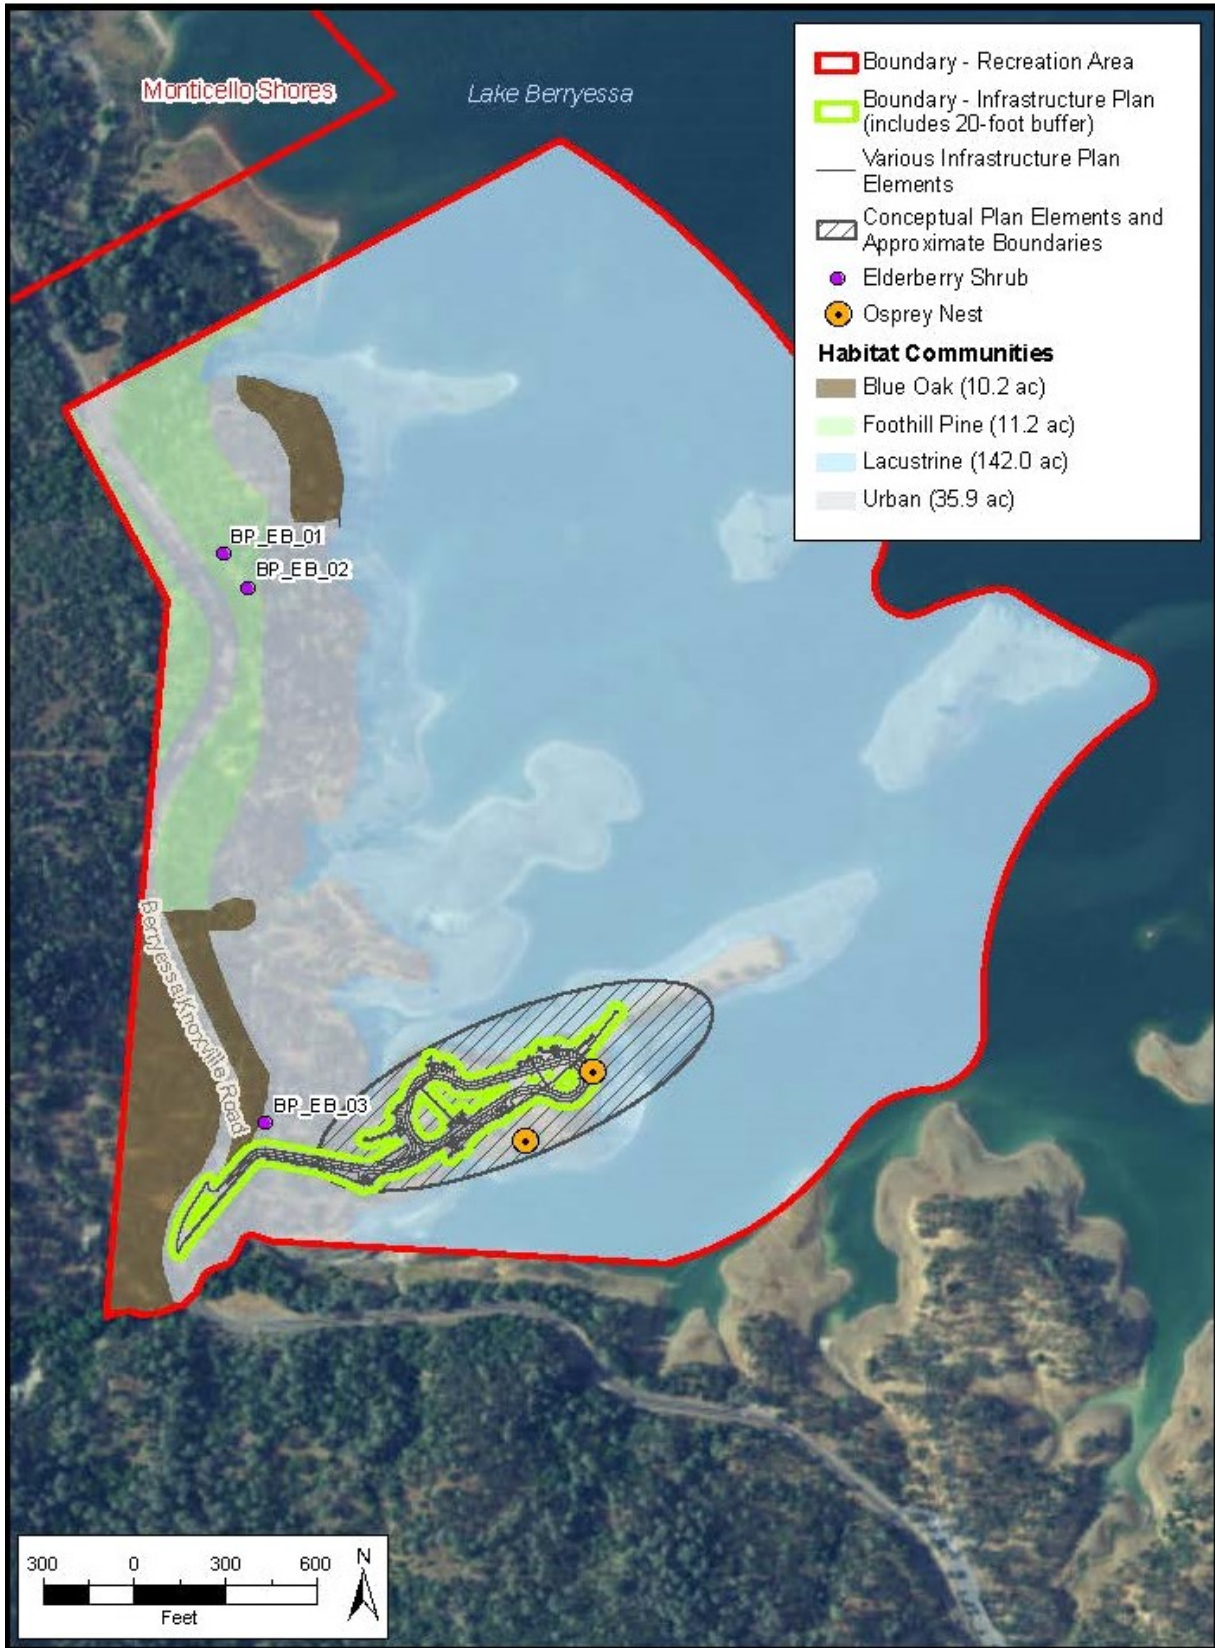 Monticello Shores
Lake Berryessa
Boundary - Recreation Area
Boundary - Infrastructure Plan
(includes 20-foot buffer)
Various Infrastructure Plan
Elements
Conceptual Plan Elements and
Approximate Boundaries
Elderberry Shrub
Osprey Nest
Habitat Communities
Blue Oak (10.2 ac)
Foothill Pine (11.2 ac)
Lacustrine (142.0 ac)
Urban (35.9 ac)
BP_EB_01
BP_EB_02
Berryessa Knoxville Road
BP_EB_03
300 0 300 600
Feet
N